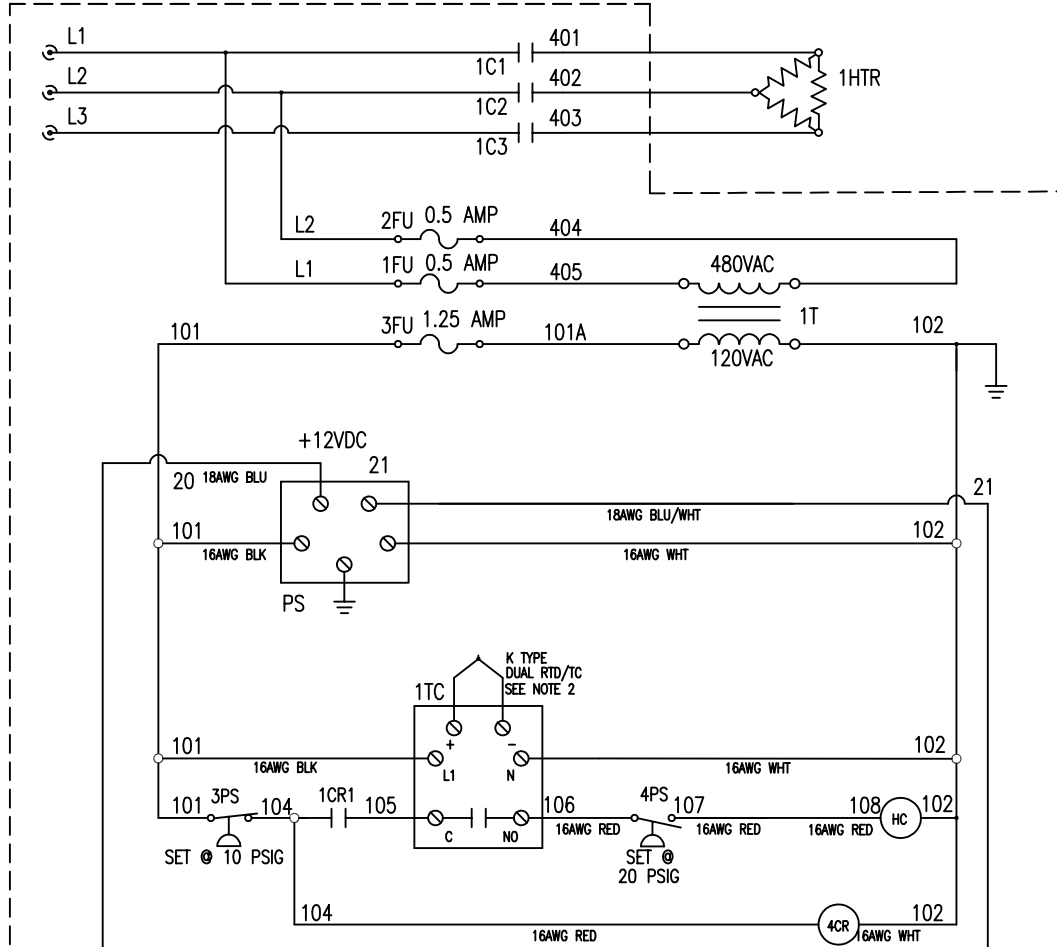 L1
401
1C1
L2
402
1HTR
1C2
L3
403
1C3
L2
2FU 0.5 AMP
404
L1
1FU 0.5 AMP
405
480VAC
101
3FU 1.25 AMP
101A
1T
102
120VAC
+12VDC
20
18AWG BLU
21
21
18AWG BLU/WHT
101
16AWG BLK
102
16AWG WHT
PS
K TYPE
DUAL RTD/TC
SEE NOTE 2
1TC
+
-
101
16AWG BLK
L1
N
102
16AWG WHT
101
3PS
104
1CR1
105
C
NO
106
16AWG RED
4PS
107
16AWG RED
108
16AWG RED
HC
102
SET @ 10 PSIG
SET @
20 PSIG
104
16AWG RED
4CR
102
16AWG WHT